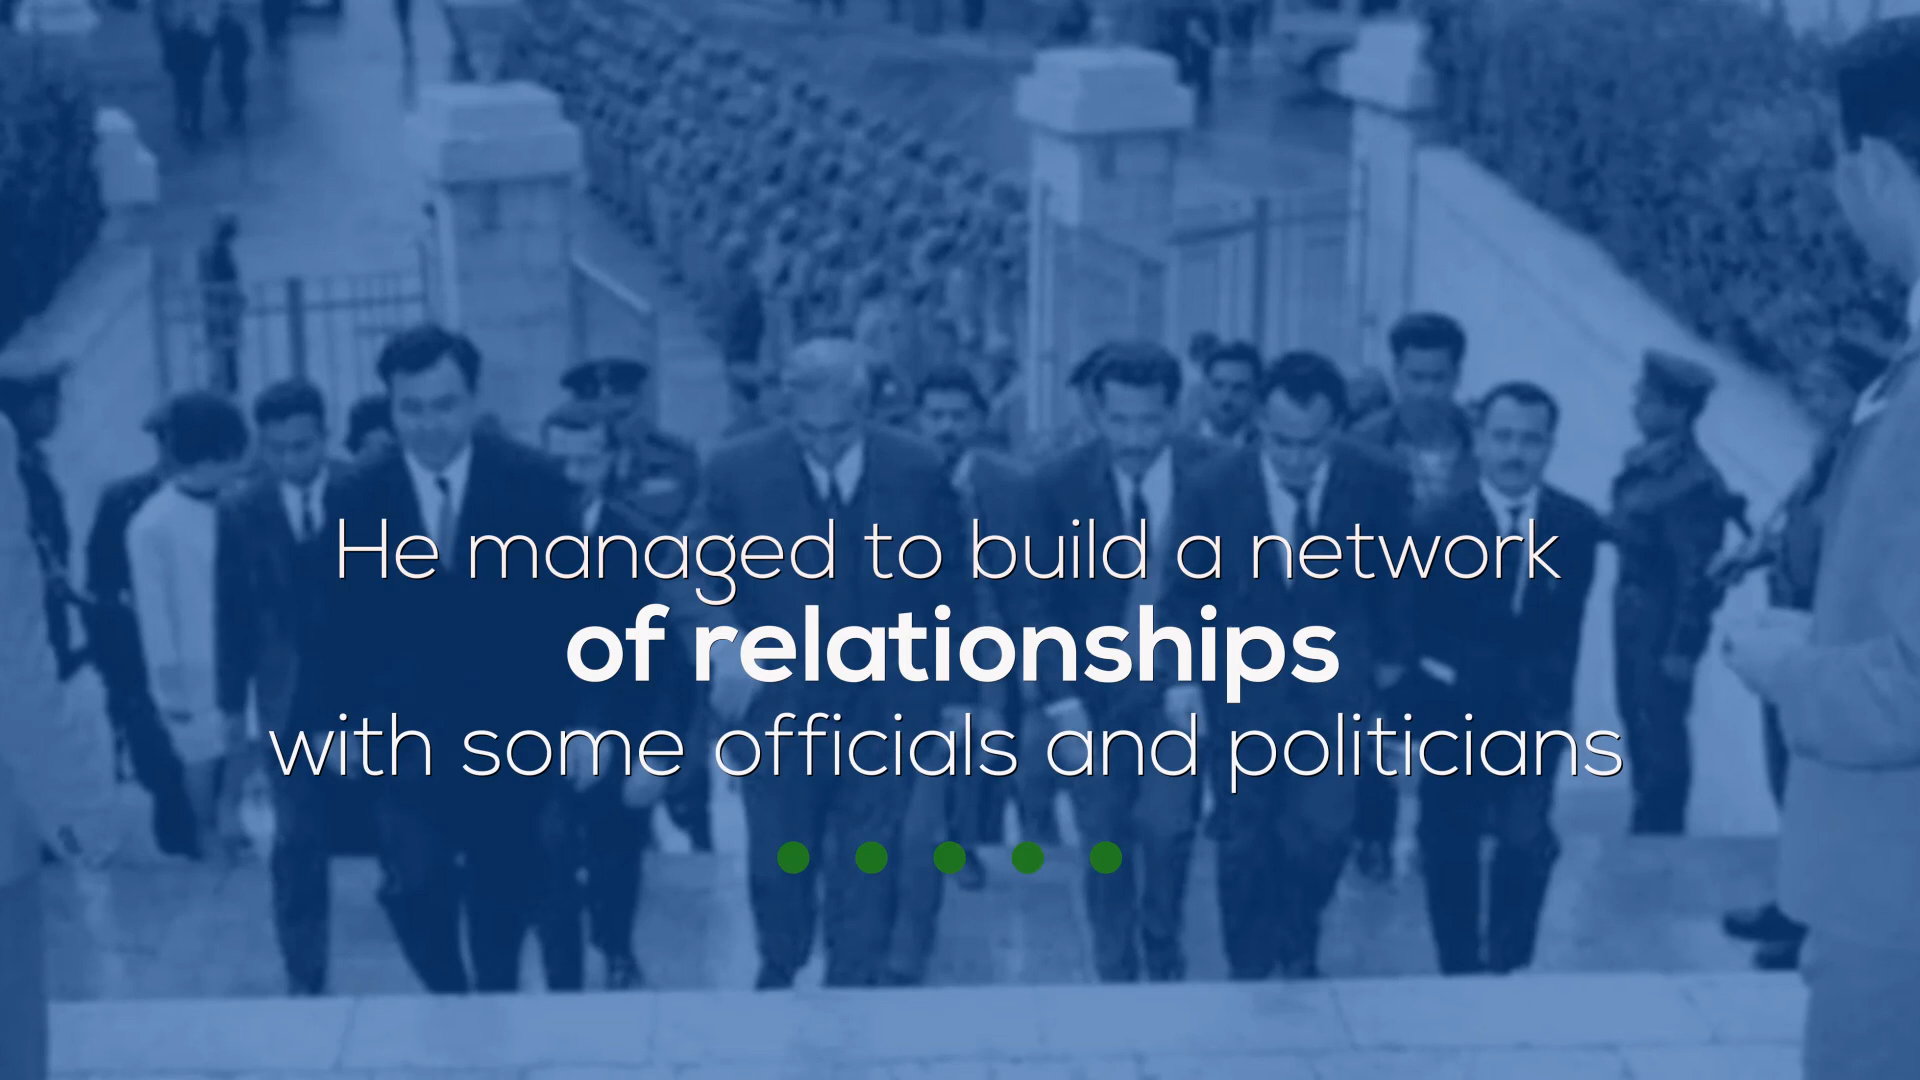 He managed to build a network
of relationships
with some officials and politicians